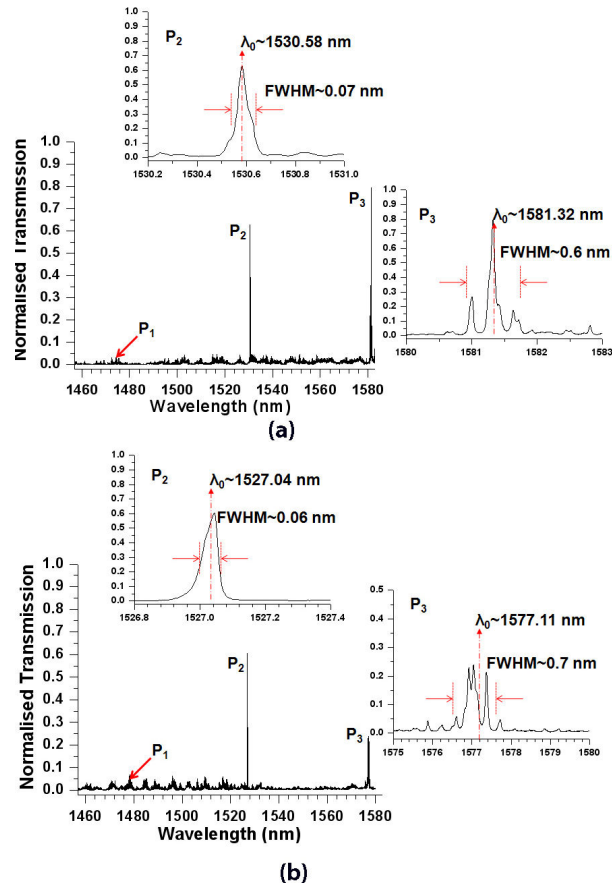 P2
λ0~1530.58 nm
FWHM~0.07 nm
1.0
0.9
0.8
0.7
0.6
0.5
0.4
0.3
0.2
0.1
0.0
1530.2 1530.4 1530.6 1530.8 1531.0
Normalised Transmission
1.0
0.9
0.8
0.7
0.6
0.5
0.4
0.3
0.2
0.1
0.0
P1
P2
P3
1460 1480 1500 1520 1540 1560 1580
Wavelength (nm)
P3
λ0~1581.32 nm
FWHM~0.6 nm
0.8
0.7
0.6
0.5
0.4
0.3
0.2
0.1
0.0
1580 1581 1582 1583
(a)
P2
λ0~1527.04 nm
FWHM~0.06 nm
1.0
0.9
0.8
0.7
0.6
0.5
0.4
0.3
0.2
0.1
0.0
1526.8 1527.0 1527.2 1527.4
Normalised Transmission
1.0
0.9
0.8
0.7
0.6
0.5
0.4
0.3
0.2
0.1
0.0
P1
P2
P3
1460 1480 1500 1520 1540 1560 1580
Wavelength (nm)
P3
λ0~1577.11 nm
FWHM~0.7 nm
0.5
0.4
0.3
0.2
0.1
0.0
1575 1576 1577 1578 1579 1580
(b)